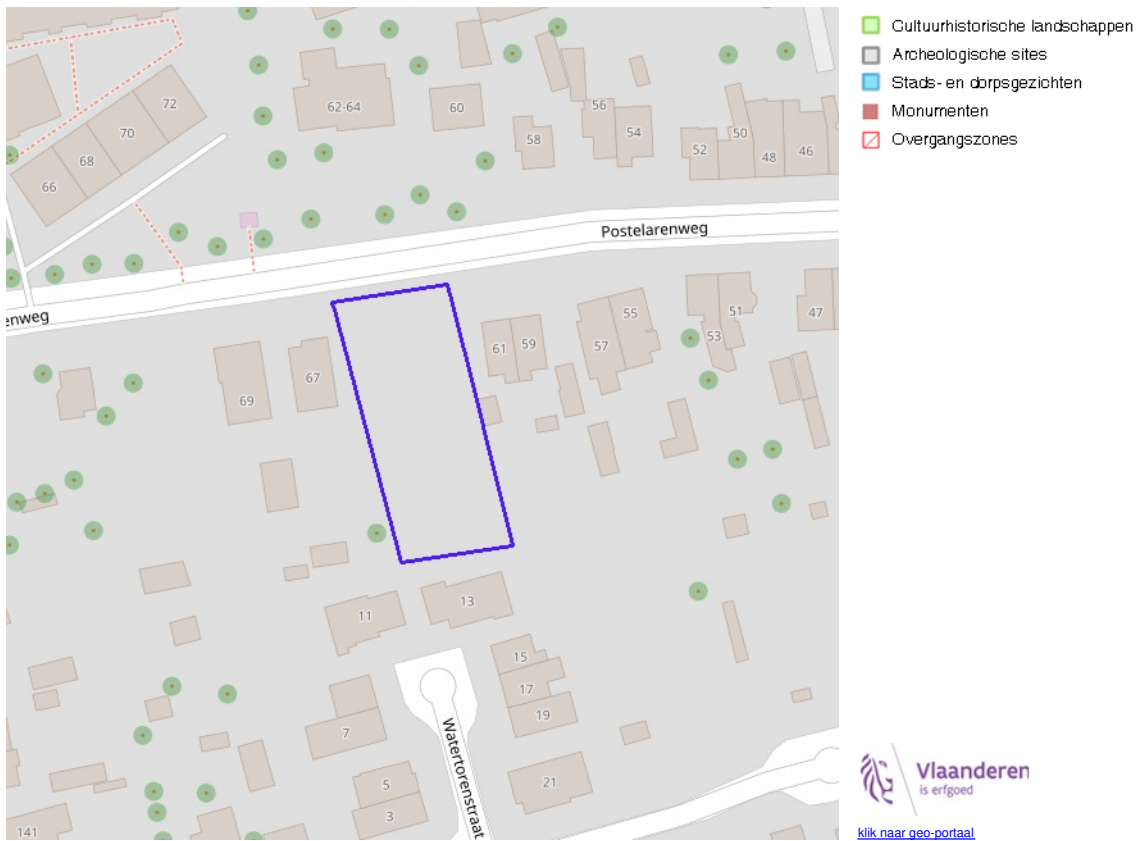 Cultuurhistorische landschappen
Archeologische sites
Stads- en dorpsgezichten
Monumenten
Overgangszones
72
70
68
66
62-64
60
58
56
54
52
50
48
46
Postelarenweg
enweg
69
67
61
59
57
55
53
51
47
11
13
15
17
19
7
5
3
21
141
Watertorenstraat
Vlaanderen
is erfgoed
klik naar geo-portaal